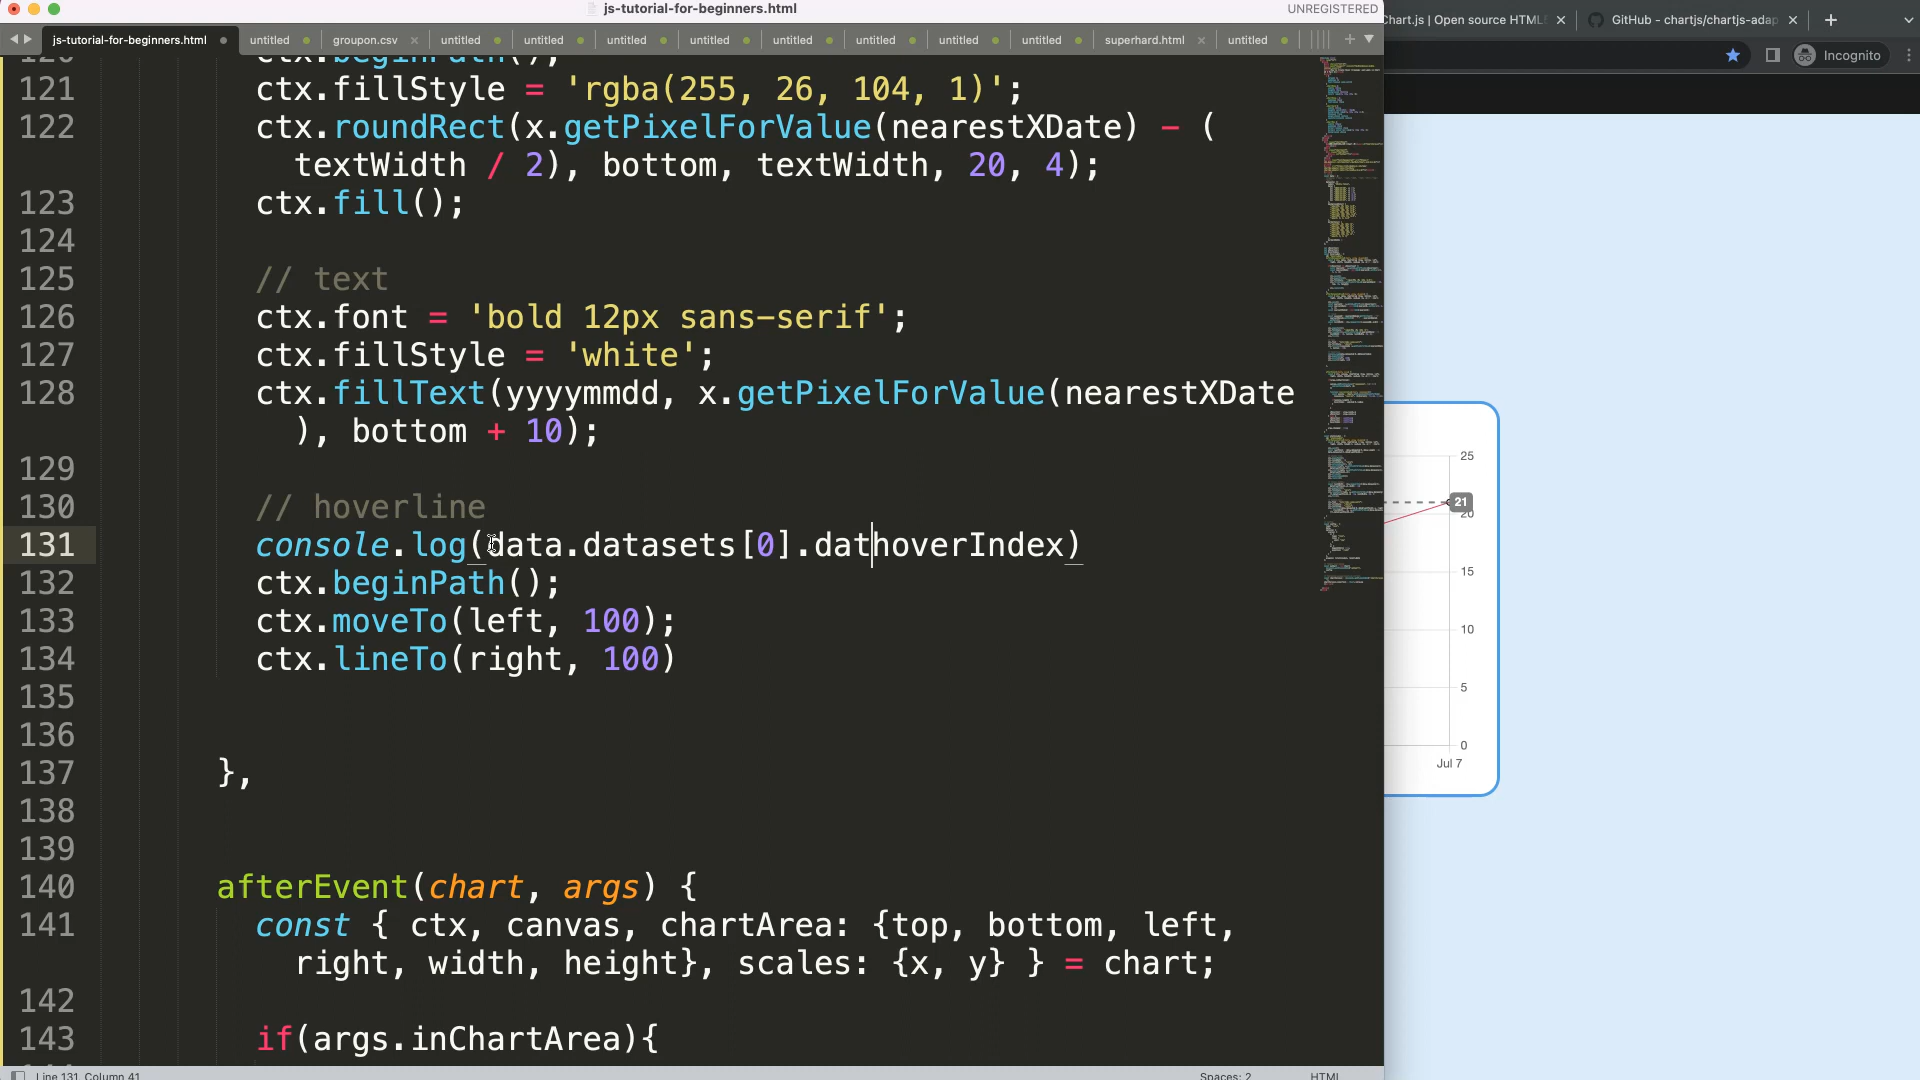 js-tutorial-for-beginners.html
UNREGISTERED
Chart.js | Open source HTML
GitHub - chartjs/chartjs-adap
js-tutorial-for-beginners.html
untitled
groupon.csv
untitled
untitled
untitled
untitled
untitled
untitled
untitled
untitled
superhard.html
untitled
Incognito
120 ctx.beginPath();
121 ctx.fillStyle = 'rgba(255, 26, 104, 1)';
122 ctx.roundRect(x.getPixelForValue(nearestXDate) - (
textWidth / 2), bottom, textWidth, 20, 4);
123 ctx.fill();
124
125 // text
126 ctx.font = 'bold 12px sans-serif';
127 ctx.fillStyle = 'white';
128 ctx.fillText(yyyymmdd, x.getPixelForValue(nearestXDate
), bottom + 10);
129
130 // hoverline
131 console.log(data.datasets[0].dathoverIndex)
132 ctx.beginPath();
133 ctx.moveTo(left, 100);
134 ctx.lineTo(right, 100)
135
136
137 },
138
139
140 afterEvent(chart, args) {
141 const { ctx, canvas, chartArea: {top, bottom, left,
right, width, height}, scales: {x, y} } = chart;
142
143 if(args.inChartArea){
25
21
20
15
10
5
0
Jul 7
Line 131, Column 41
Spaces: 2
HTML